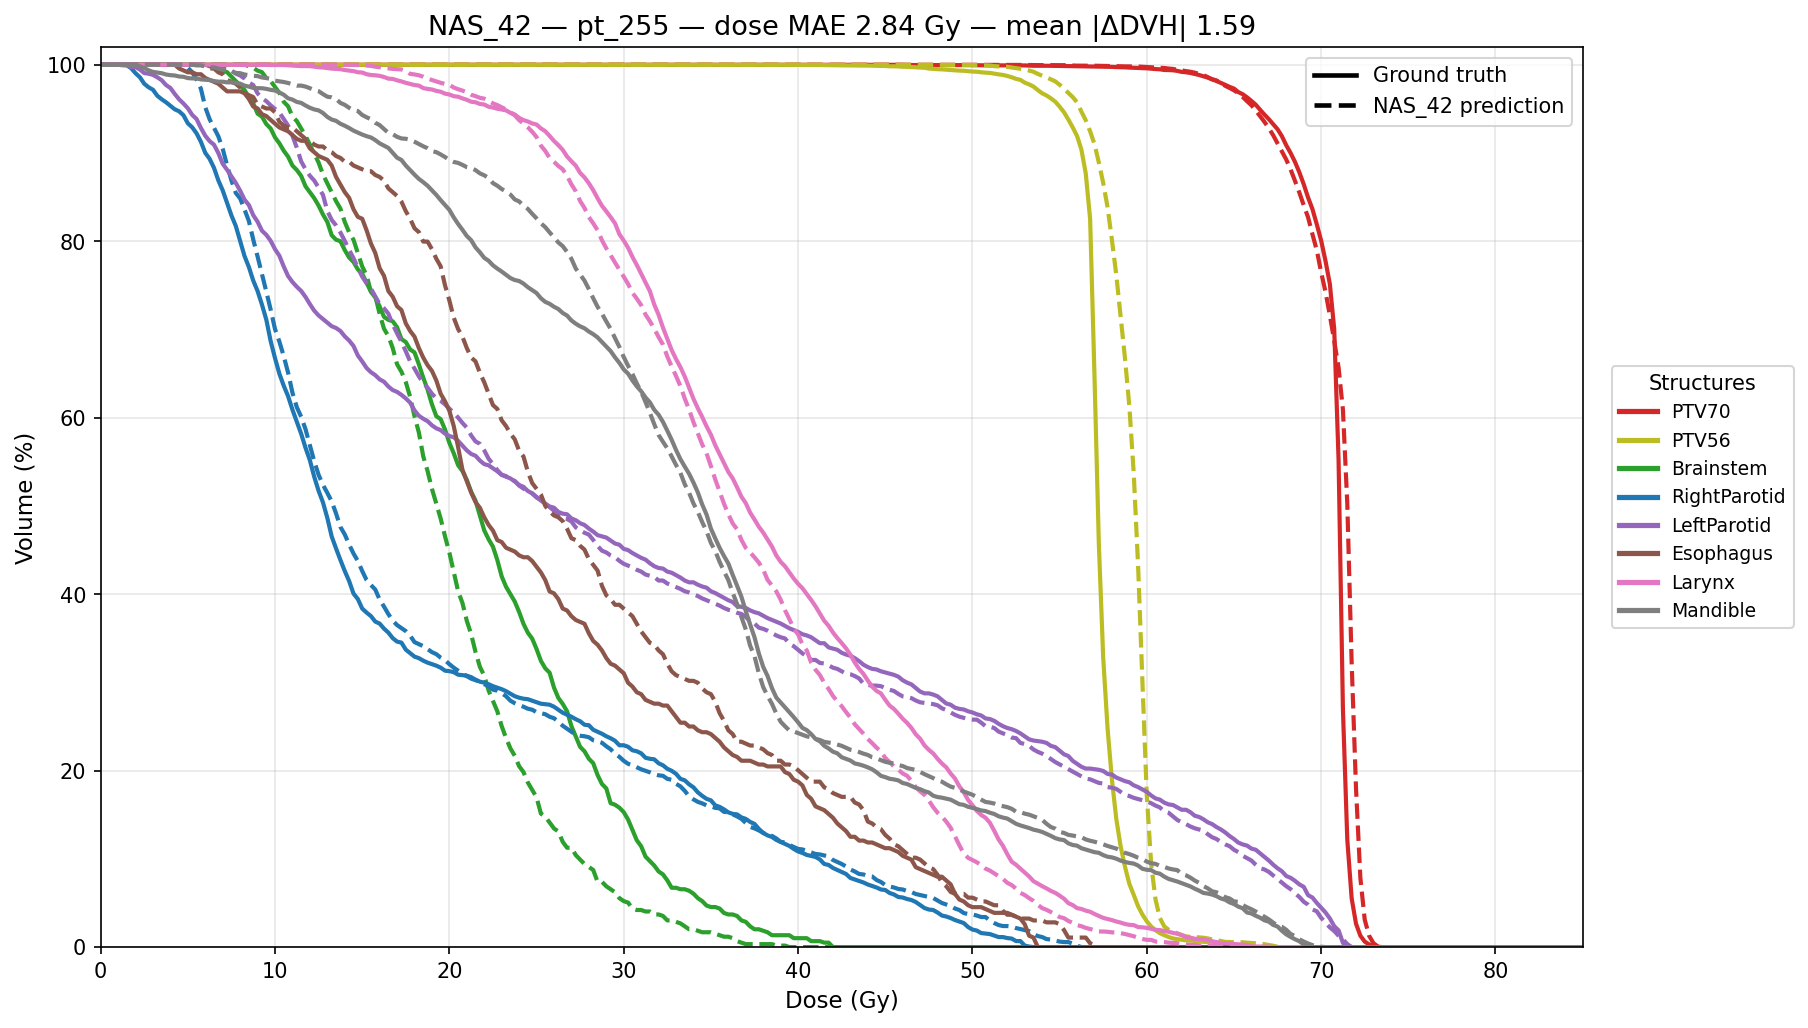 NAS_42 — pt_255 — dose MAE 2.84 Gy — mean |ΔDVH| 1.59
Ground truth
NAS_42 prediction
Structures
PTV70
PTV56
Brainstem
RightParotid
LeftParotid
Esophagus
Larynx
Mandible
Volume (%)
100
80
60
40
20
0
0 10 20 30 40 50 60 70 80
Dose (Gy)